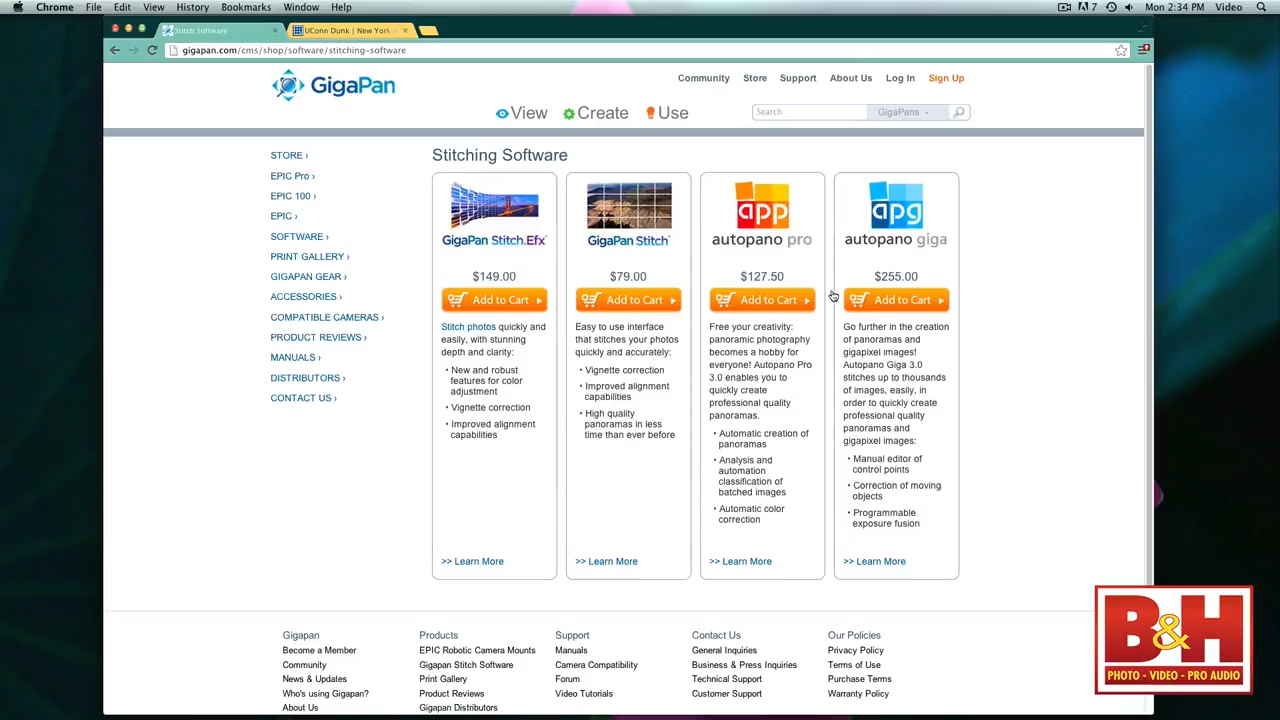 Chrome File Edit View History Bookmarks Window Help
7 Mon 2:34 PM Video
Stitch Software
UConn Dunk | New York
gigapan.com/cms/shop/software/stitching-software
GigaPan
Community Store Support About Us Log In Sign Up
View Create Use
Search GigaPans
STORE ›
EPIC Pro ›
EPIC 100 ›
EPIC ›
SOFTWARE ›
PRINT GALLERY ›
GIGAPAN GEAR ›
ACCESSORIES ›
COMPATIBLE CAMERAS ›
PRODUCT REVIEWS ›
MANUALS ›
DISTRIBUTORS ›
CONTACT US ›
Stitching Software
GigaPan Stitch.Efx™
$149.00
Add to Cart
Stitch photos quickly and
easily, with stunning
depth and clarity:
• New and robust
features for color
adjustment
• Vignette correction
• Improved alignment
capabilities
>> Learn More
GigaPan Stitch™
$79.00
Add to Cart
Easy to use interface
that stitches your photos
quickly and accurately:
• Vignette correction
• Improved alignment
capabilities
• High quality
panoramas in less
time than ever before
>> Learn More
app
autopano pro
$127.50
Add to Cart
Free your creativity:
panoramic photography
becomes a hobby for
everyone! Autopano Pro
3.0 enables you to
quickly create
professional quality
panoramas.
• Automatic creation of
panoramas
• Analysis and
automation
classification of
batched images
• Automatic color
correction
>> Learn More
apg
autopano giga
$255.00
Add to Cart
Go further in the creation
of panoramas and
gigapixel images!
Autopano Giga 3.0
stitches up to thousands
of images, easily, in
order to quickly create
professional quality
panoramas and
gigapixel images:
• Manual editor of
control points
• Correction of moving
objects
• Programmable
exposure fusion
>> Learn More
Gigapan
Become a Member
Community
News & Updates
Who's using Gigapan?
About Us
Products
EPIC Robotic Camera Mounts
Gigapan Stitch Software
Print Gallery
Product Reviews
Gigapan Distributors
Support
Manuals
Camera Compatibility
Forum
Video Tutorials
Contact Us
General Inquiries
Business & Press Inquiries
Technical Support
Customer Support
Our Policies
Privacy Policy
Terms of Use
Purchase Terms
Warranty Policy
B&H
PHOTO - VIDEO - PRO AUDIO